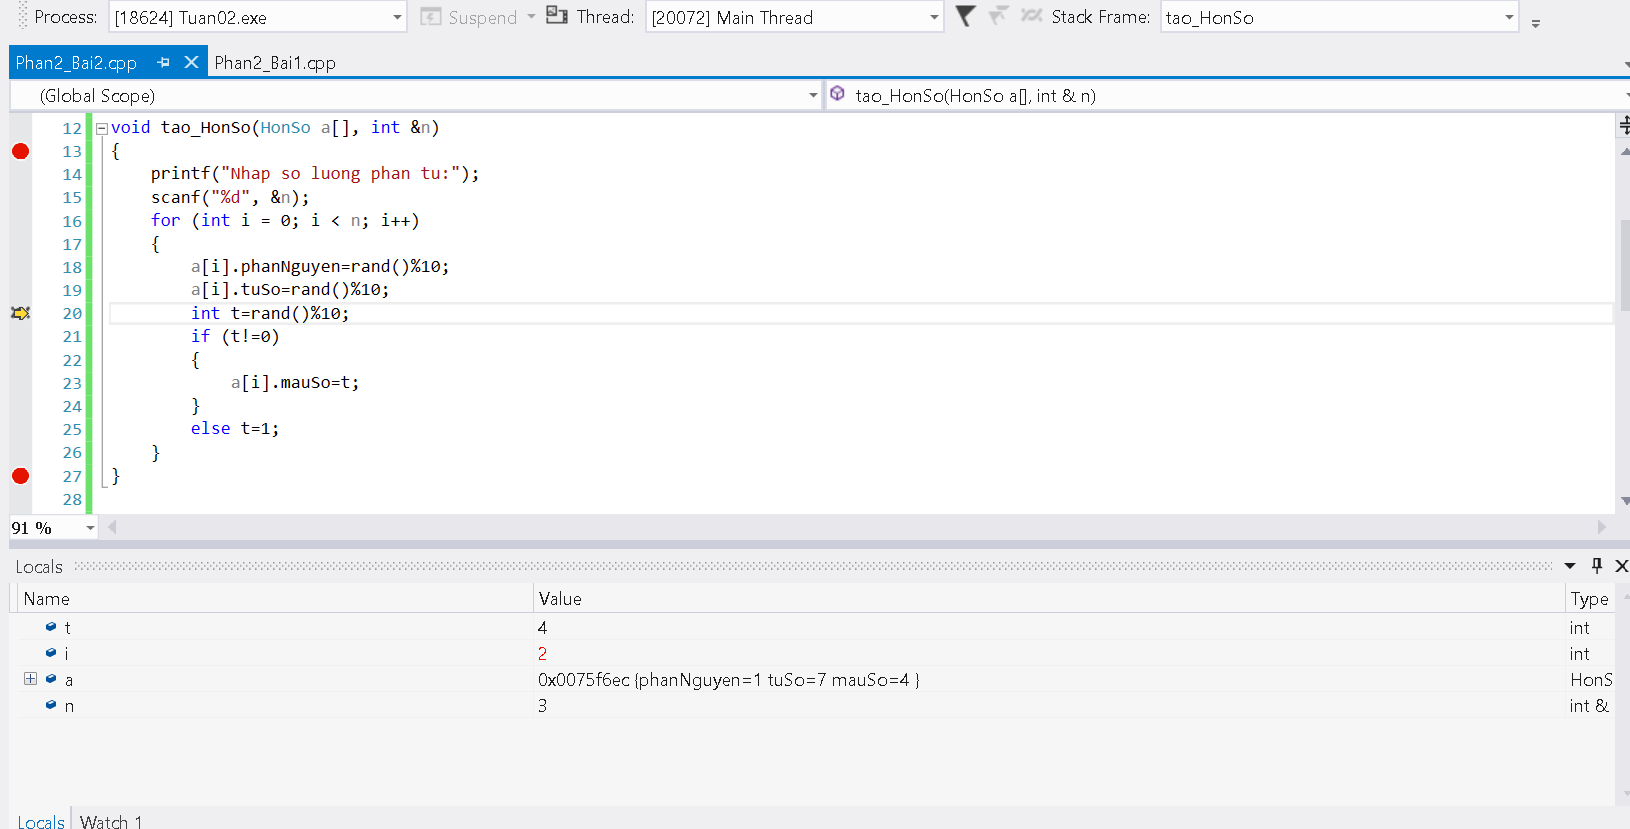 Process: [18624] Tuan02.exe Suspend Thread: [20072] Main Thread Stack Frame: tao_HonSo
Phan2_Bai2.cpp Phan2_Bai1.cpp
(Global Scope) tao_HonSo(HonSo a[], int & n)
12 void tao_HonSo(HonSo a[], int &n)
13 {
14 printf("Nhap so luong phan tu:");
15 scanf("%d", &n);
16 for (int i = 0; i < n; i++)
17 {
18 a[i].phanNguyen=rand()%10;
19 a[i].tuSo=rand()%10;
20 int t=rand()%10;
21 if (t!=0)
22 {
23 a[i].mauSo=t;
24 }
25 else t=1;
26 }
27 }
28
91 %
Locals
Name Value Type
t 4 int
i 2 int
a 0x0075f6ec {phanNguyen=1 tuSo=7 mauSo=4 } HonS
n 3 int &
Locals Watch 1